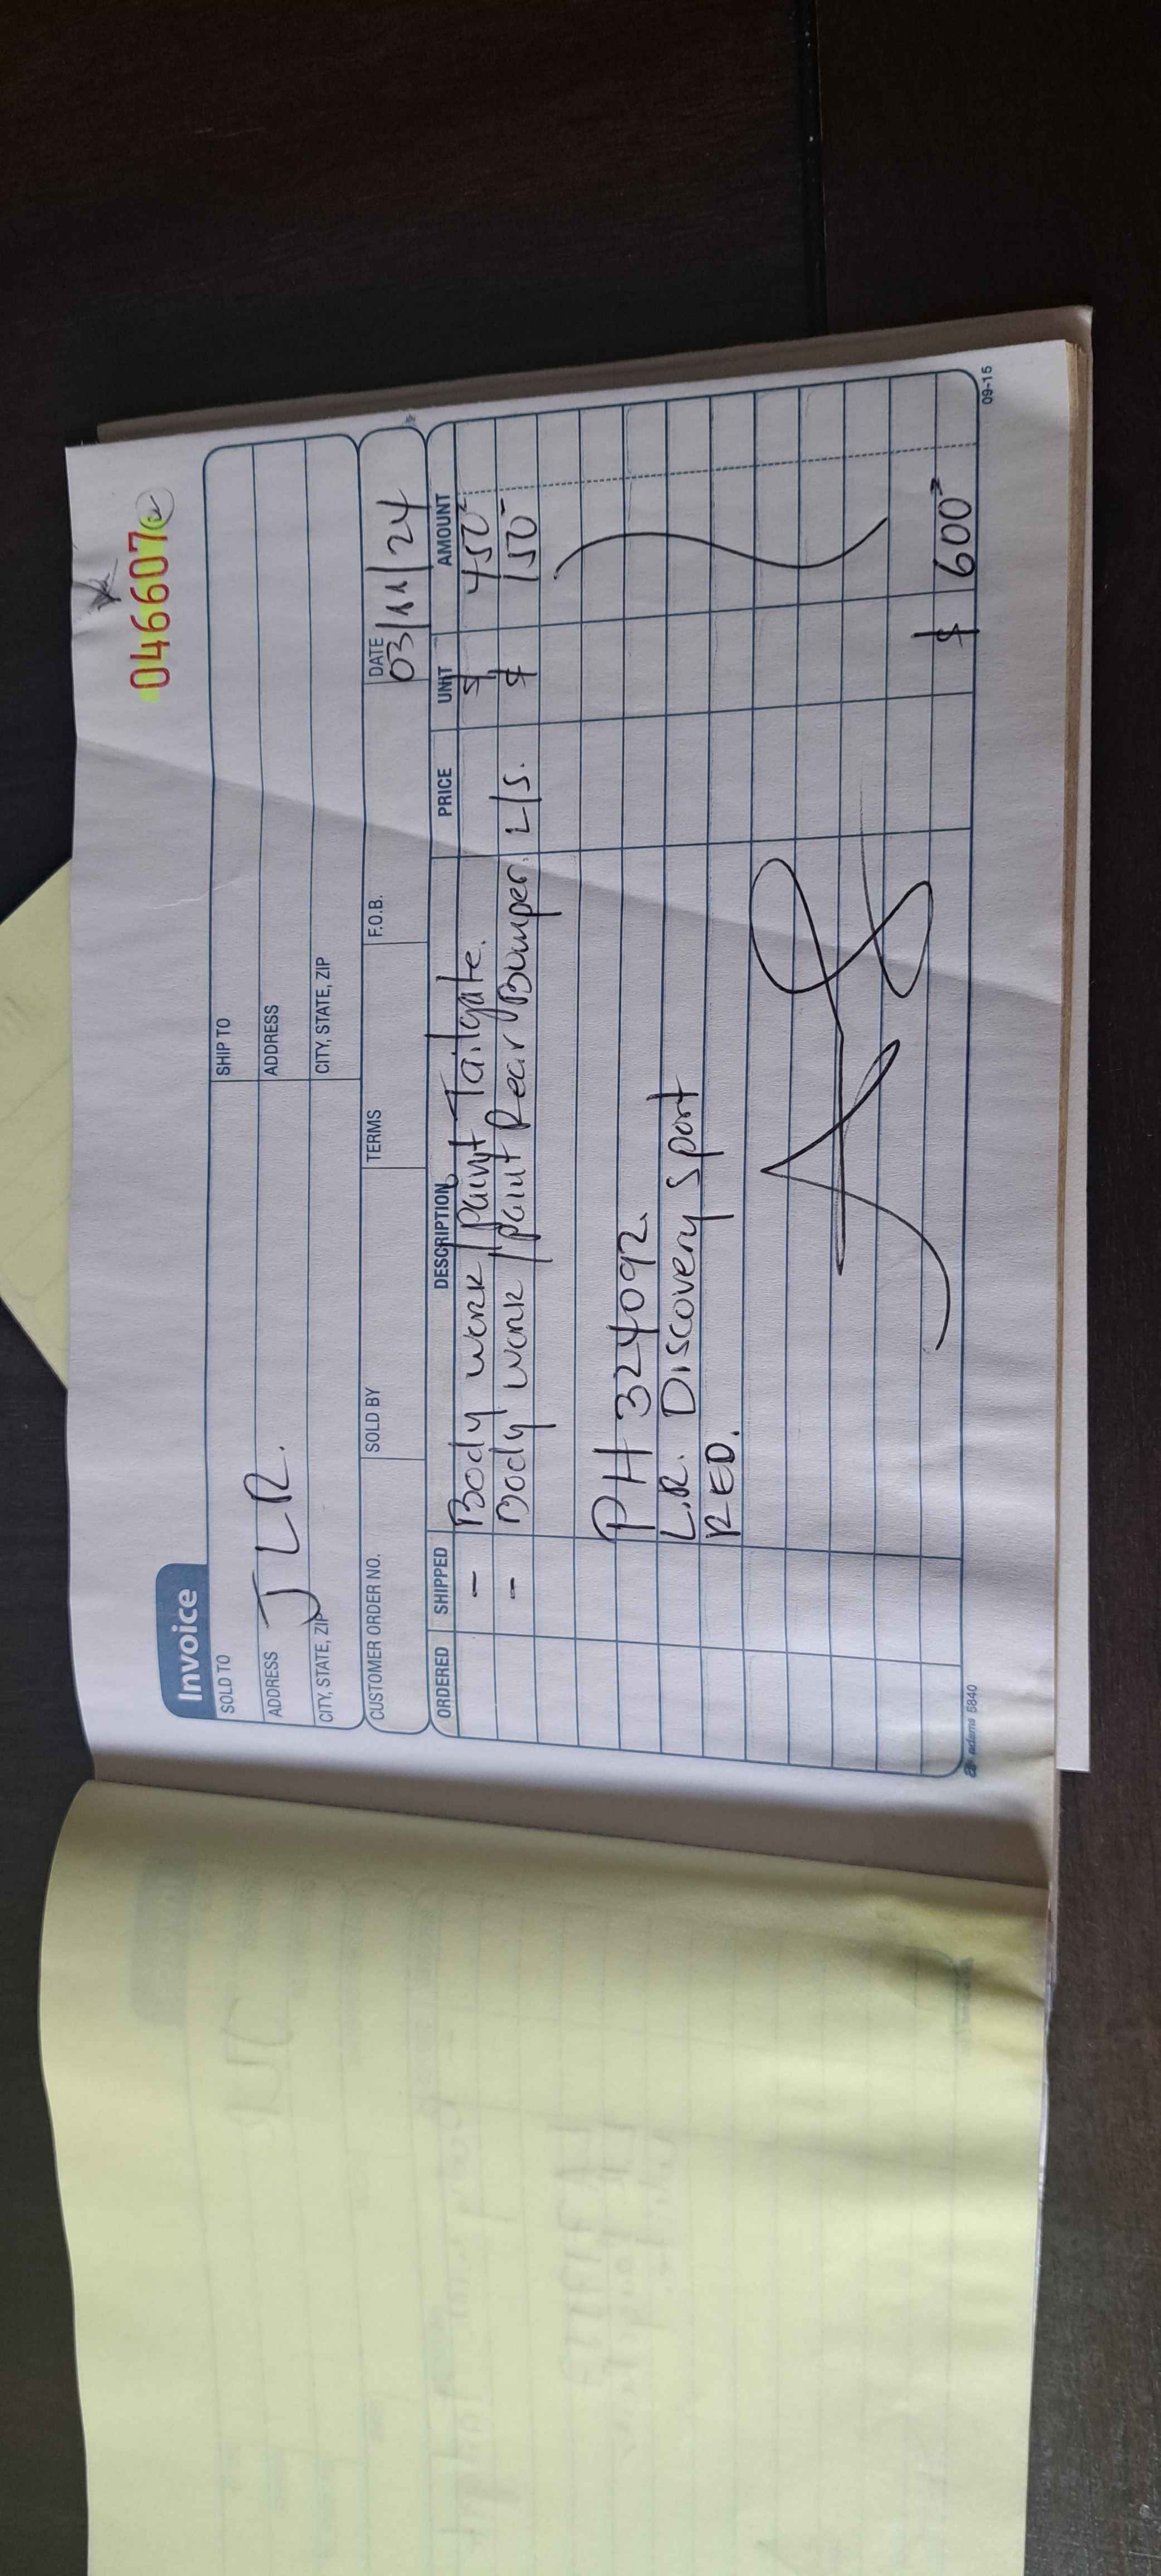 046607
Invoice
SOLD TO
SHIP TO
ADDRESS
ADDRESS
JLR.
CITY, STATE, ZIP
CITY, STATE, ZIP
CUSTOMER ORDER NO. SOLD BY TERMS F.O.B. DATE
03/11/24
ORDERED SHIPPED DESCRIPTION PRICE UNIT AMOUNT
- Body work/paint Tailgate. $ 450
- Body work/paint Rear Bumper. L/S. $ 150
PH 324092
L.R. Discovery Sport
RED.
$ 600
adams 5840
09-15